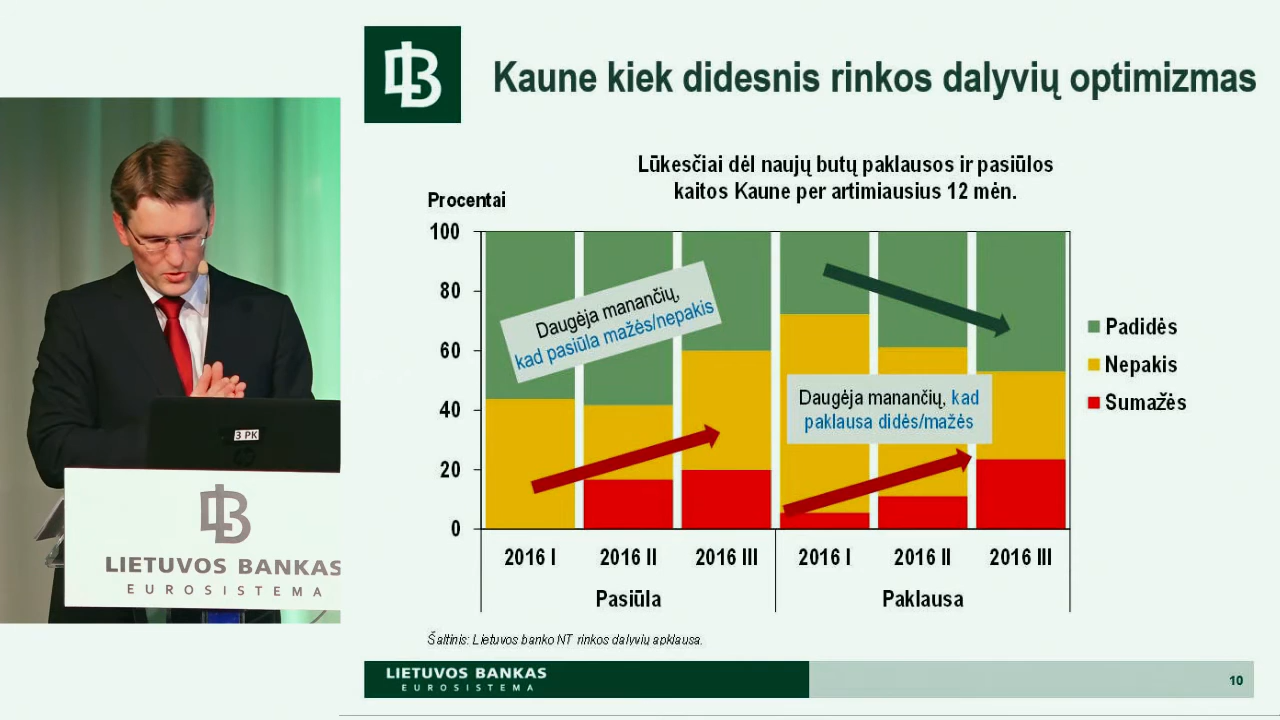 Kaune kiek didesnis rinkos dalyvių optimizmas
Lūkesčiai dėl naujų butų paklausos ir pasiūlos
kaitos Kaune per artimiausius 12 mėn.
Procentai
100
80
60
40
20
0
Daugėja manančių,
kad pasiūla mažės/nepakis
Daugėja manančių, kad
paklausa didės/mažės
Padidės
Nepakis
Sumažės
2016 I 2016 II 2016 III 2016 I 2016 II 2016 III
Pasiūla Paklausa
Šaltinis: Lietuvos banko NT rinkos dalyvių apklausa.
LIETUVOS BANKAS
EUROSISTEMA
10
3 PK
LIETUVOS BANKAS
EUROSISTEMA